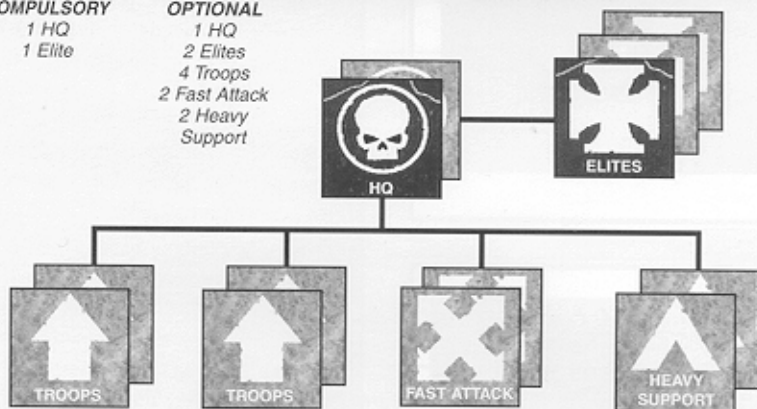 OMPULSORY
1 HQ
1 Elite
OPTIONAL
1 HQ
2 Elites
4 Troops
2 Fast Attack
2 Heavy
Support
HQ
ELITES
TROOPS
TROOPS
FAST ATTACK
HEAVY
SUPPORT